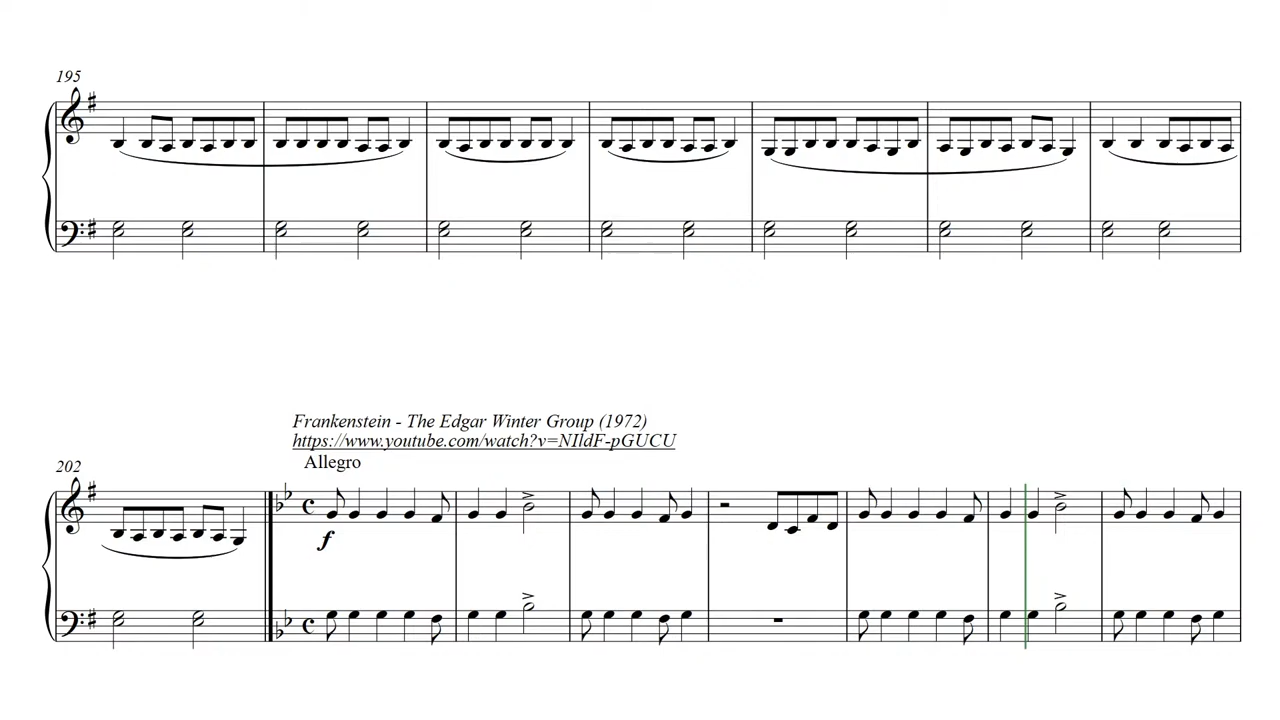 195
Frankenstein - The Edgar Winter Group (1972)
https://www.youtube.com/watch?v=NIldF-pGUCU
Allegro
202
f